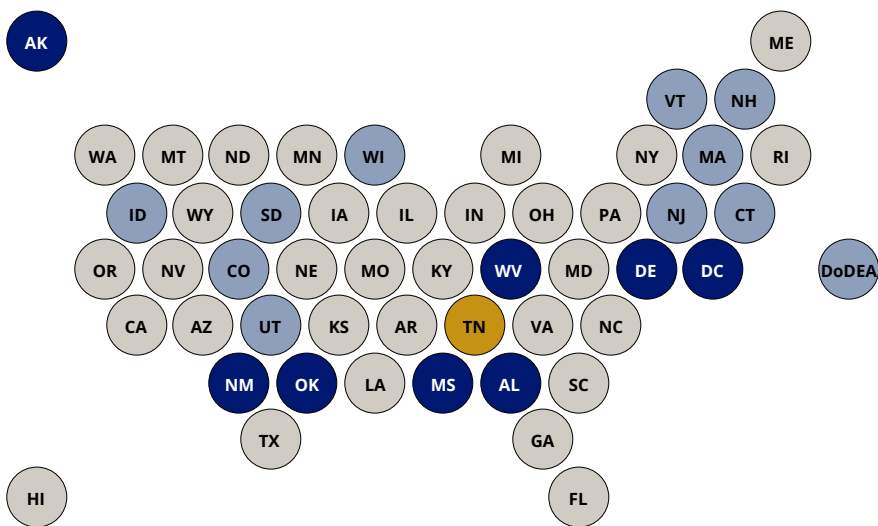 AK
ME
VT NH
WA MT ND MN WI MI NY MA RI
ID WY SD IA IL IN OH PA NJ CT
OR NV CO NE MO KY WV MD DE DC DoDEA
CA AZ UT KS AR TN VA NC
NM OK LA MS AL SC
TX GA
HI FL